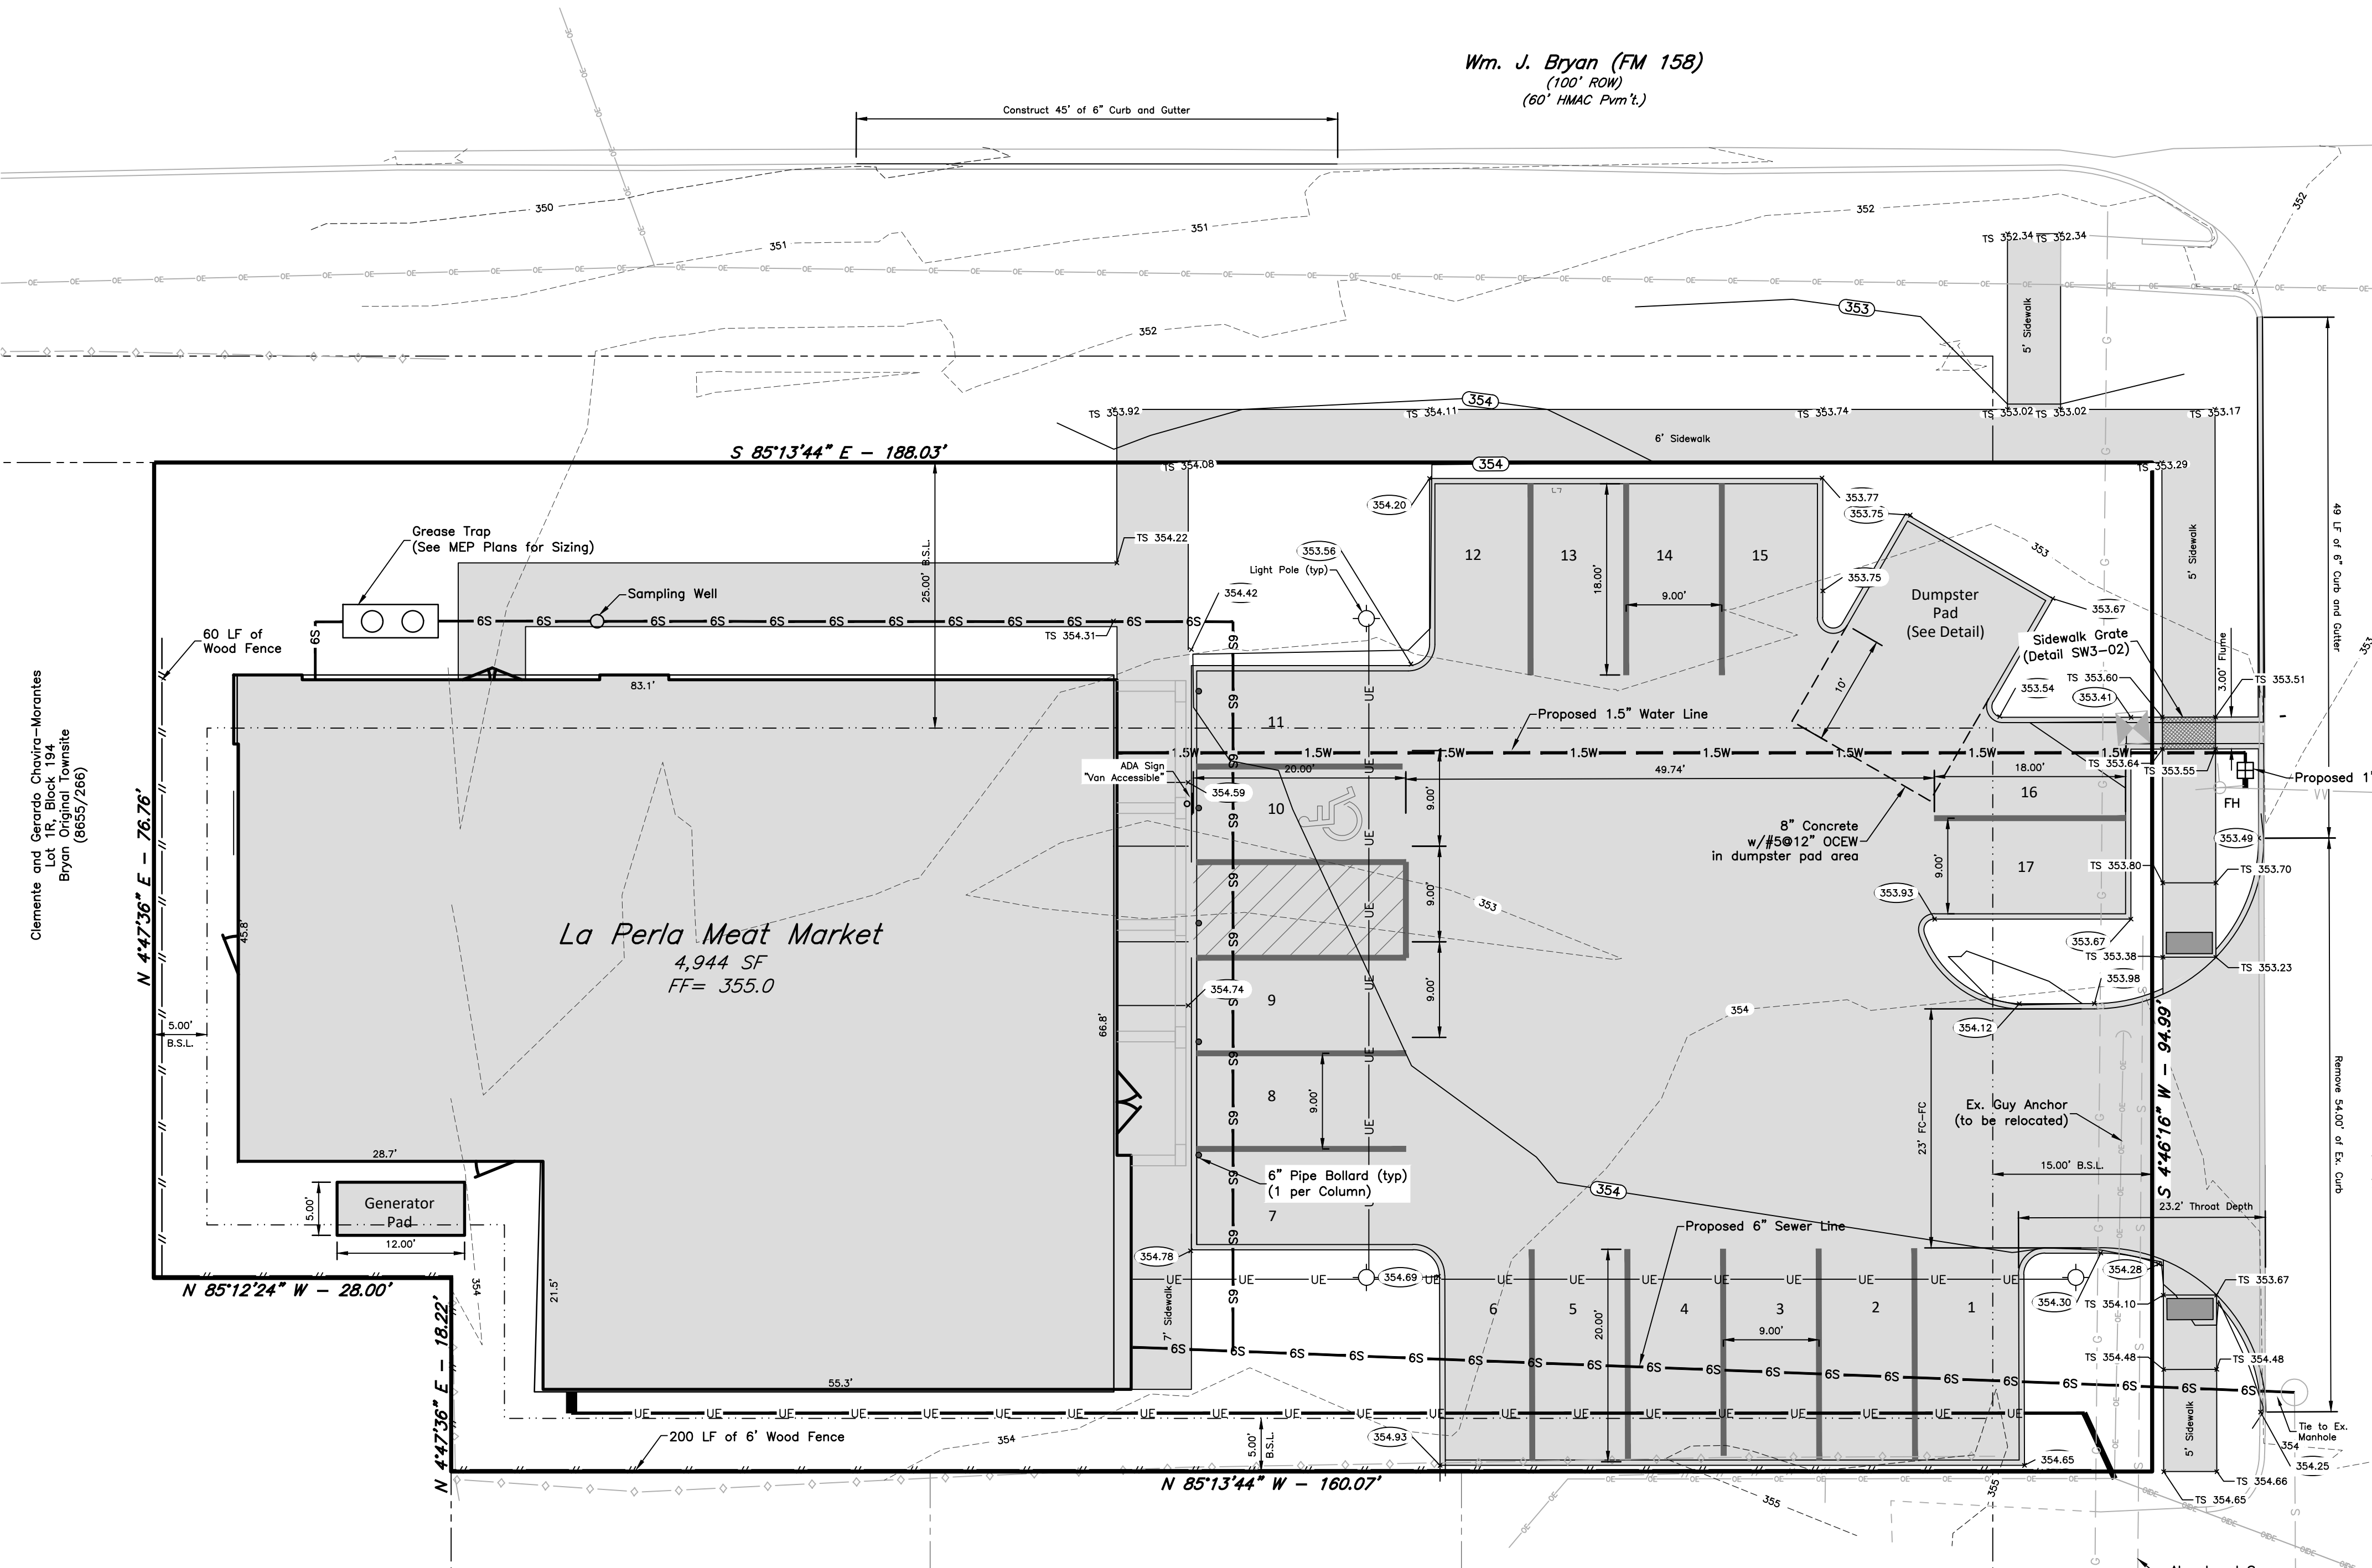 Wm. J. Bryan (FM 158)
(100' ROW)
(60' HMAC Pvm't.)
Construct 45' of 6" Curb and Gutter
OE
350
351
351
352
352
352
353
TS 352.34
TS 352.34
5' Sidewalk
354
TS 353.92
TS 354.11
TS 353.74
TS 353.02
TS 353.02
TS 353.17
6' Sidewalk
S 85°13'44" E - 188.03'
TS 354.08
354
TS 353.29
354.20
353.77
353.75
49 LF of 6" Curb and Gutter
Grease Trap
(See MEP Plans for Sizing)
TS 354.22
353.56
Light Pole (typ)
12
13
14
15
18.00'
9.00'
353
5' Sidewalk
25.00' B.S.L.
Sampling Well
354.42
353.75
Dumpster
Pad
(See Detail)
353.67
6S
TS 354.31
60 LF of
Wood Fence
Sidewalk Grate
(Detail SW3-02)
3.00' Flume
TS 353.60
TS 353.51
353.41
353.54
10'
83.1'
11
Proposed 1.5" Water Line
1.5W
ADA Sign
"Van Accessible"
20.00'
49.74'
18.00'
TS 353.64
TS 353.55
Proposed 1"
354.59
10
9.00'
16
FH
8" Concrete
w/#5@12" OCEW
in dumpster pad area
353.49
9.00'
17
TS 353.80
TS 353.70
353.93
9.00'
353
Clemente and Gerardo Chavira-Morantes
Lot 1R, Block 194
Bryan Original Townsite
(8655/266)
N 4°47'36" E - 76.76'
45.8'
La Perla Meat Market
4,944 SF
FF= 355.0
353.67
TS 353.38
TS 353.23
353.98
354.74
9
9.00'
354
354.12
5.00'
B.S.L.
66.8'
S 4°46'16" W - 94.99'
Remove 54.00' of Ex. Curb
8
9.00'
23' FC-FC
Ex. Guy Anchor
(to be relocated)
28.7'
6" Pipe Bollard (typ)
(1 per Column)
15.00' B.S.L.
Generator
Pad
5.00'
12.00'
354
7
23.2' Throat Depth
Proposed 6" Sewer Line
354.78
354.69
354.28
TS 353.67
N 85°12'24" W - 28.00'
354
21.5'
UE
7' Sidewalk
6
5
4
3
2
1
354.30
TS 354.10
20.00'
9.00'
N 4°47'36" E - 18.22'
TS 354.48
TS 354.48
55.3'
5' Sidewalk
Tie to Ex.
Manhole
354
354.25
200 LF of 6' Wood Fence
354
5.00'
B.S.L.
354.93
354.65
TS 354.66
TS 354.65
N 85°13'44" W - 160.07'
355
355